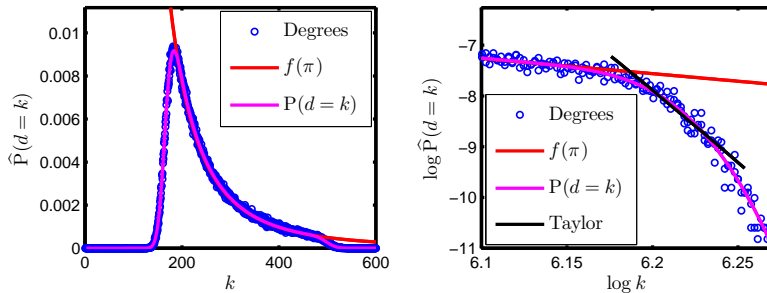 0.01
0.008
0.006
0.004
0.002
0
P̂(d = k)
Degrees
f(π)
P(d = k)
0 200 400 600
k
−7
−8
−9
−10
−11
log P̂(d = k)
Degrees
f(π)
P(d = k)
Taylor
6.1 6.15 6.2 6.25
log k